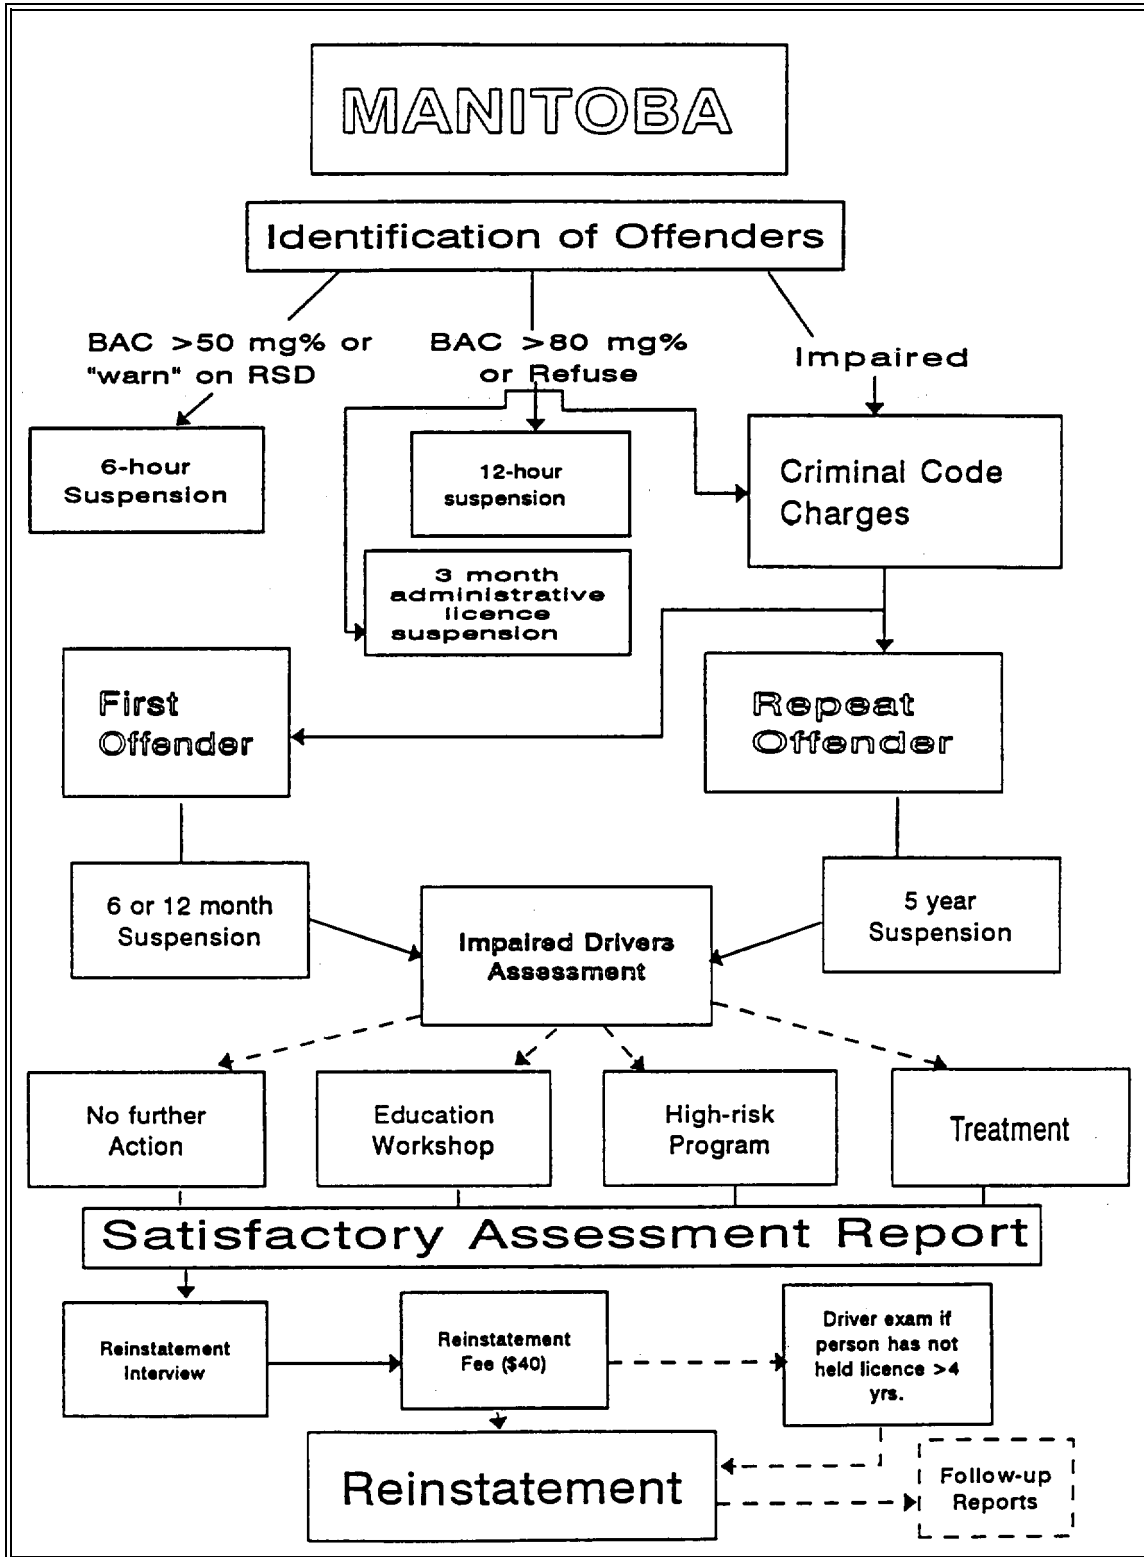 MANITOBA
Identification of Offenders
BAC >50 mg% or
"warn" on RSD
BAC >80 mg%
or Refuse
Impaired
6-hour
Suspension
12-hour
suspension
Criminal Code
Charges
3 month
administrative
licence
suspension
First
Offender
Repeat
Offender
6 or 12 month
Suspension
Impaired Drivers
Assessment
5 year
Suspension
No further
Action
Education
Workshop
High-risk
Program
Treatment
Satisfactory Assessment Report
Reinstatement
Interview
Reinstatement
Fee ($40)
Driver exam if
person has not
held licence >4
yrs.
Reinstatement
Follow-up
Reports